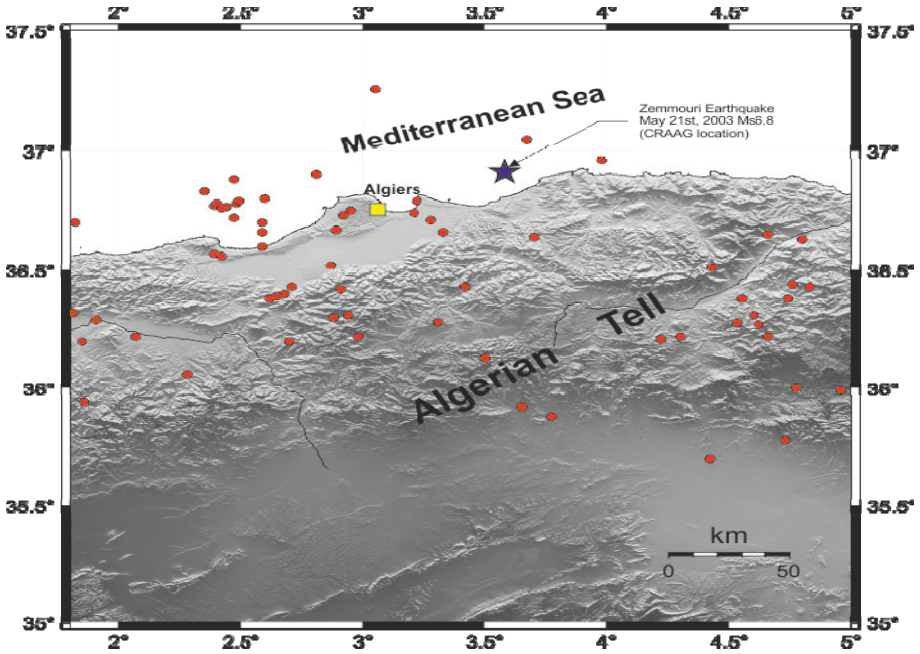 2° 2.5° 3° 3.5° 4° 4.5° 5°
37.5° 37.5°
Mediterranean Sea
Zemmouri Earthquake
May 21st, 2003 Ms6.8
(CRAAG location)
37° 37°
Algiers
36.5° 36.5°
Algerian Tell
36° 36°
35.5° 35.5°
km
0 50
35° 35°
2° 2.5° 3° 3.5° 4° 4.5° 5°